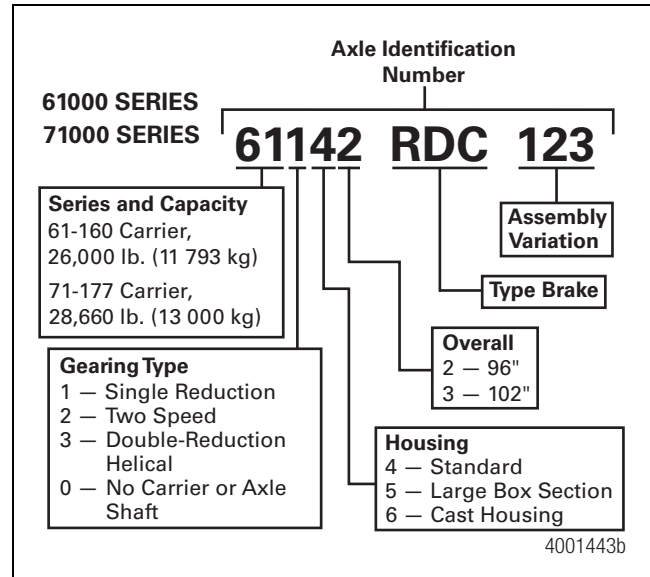 Axle Identification
Number
61000 SERIES
71000 SERIES
61142 RDC 123
Series and Capacity
61-160 Carrier,
26,000 lb. (11 793 kg)
71-177 Carrier,
28,660 lb. (13 000 kg)
Assembly
Variation
Type Brake
Overall
2 — 96"
3 — 102"
Gearing Type
1 — Single Reduction
2 — Two Speed
3 — Double-Reduction
Helical
0 — No Carrier or Axle
Shaft
Housing
4 — Standard
5 — Large Box Section
6 — Cast Housing
4001443b